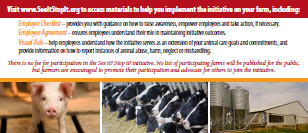 Visit www.SeeItStopIt.org to access materials to help you implement the initiative on your farm, including:
Employer Checklist – provides you with guidance on how to raise awareness, empower employees and take action, if necessary.
Employee Agreement – ensures employees understand their role in maintaining initiative outcomes.
Visual Aids – help employees understand how the initiative serves as an extension of your animal care goals and commitments, and
provide information on how to report instances of animal abuse, farm, neglect or mishandling.
There is no fee for participation in the See It? Stop It! Initiative. No list of participating farms will be published for the public,
but farmers are encouraged to promote their participation and advocate for others to join the initiative.